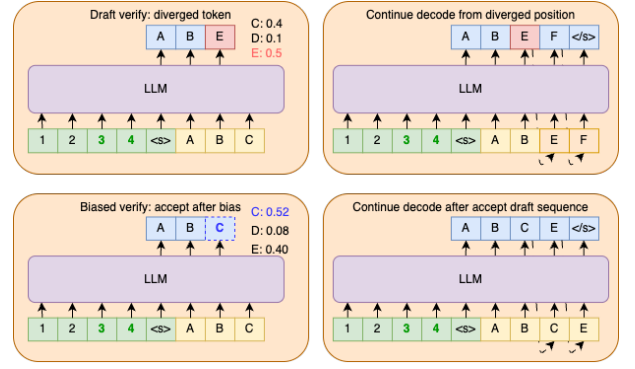 Draft verify: diverged token
A B E
C: 0.4
D: 0.1
E: 0.5
LLM
1 2 3 4 <s> A B C
Continue decode from diverged position
A B E F </s>
LLM
1 2 3 4 <s> A B E F
Biased verify: accept after bias
A B C
C: 0.52
D: 0.08
E: 0.40
LLM
1 2 3 4 <s> A B C
Continue decode after accept draft sequence
A B C E </s>
LLM
1 2 3 4 <s> A B C E